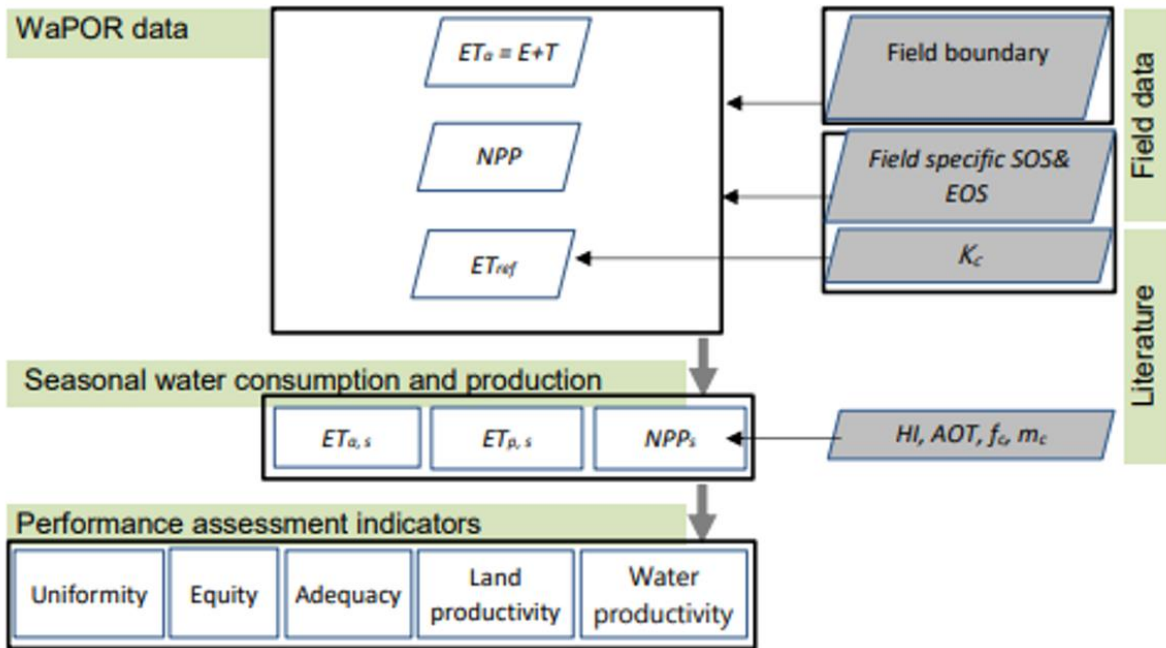 WaPOR data
ETa = E+T
NPP
ETref
Field boundary
Field specific SOS&
EOS
Kc
Field data
Literature
Seasonal water consumption and production
ETa, s
ETp, s
NPPs
HI, AOT, fc, mc
Performance assessment indicators
Uniformity
Equity
Adequacy
Land
productivity
Water
productivity